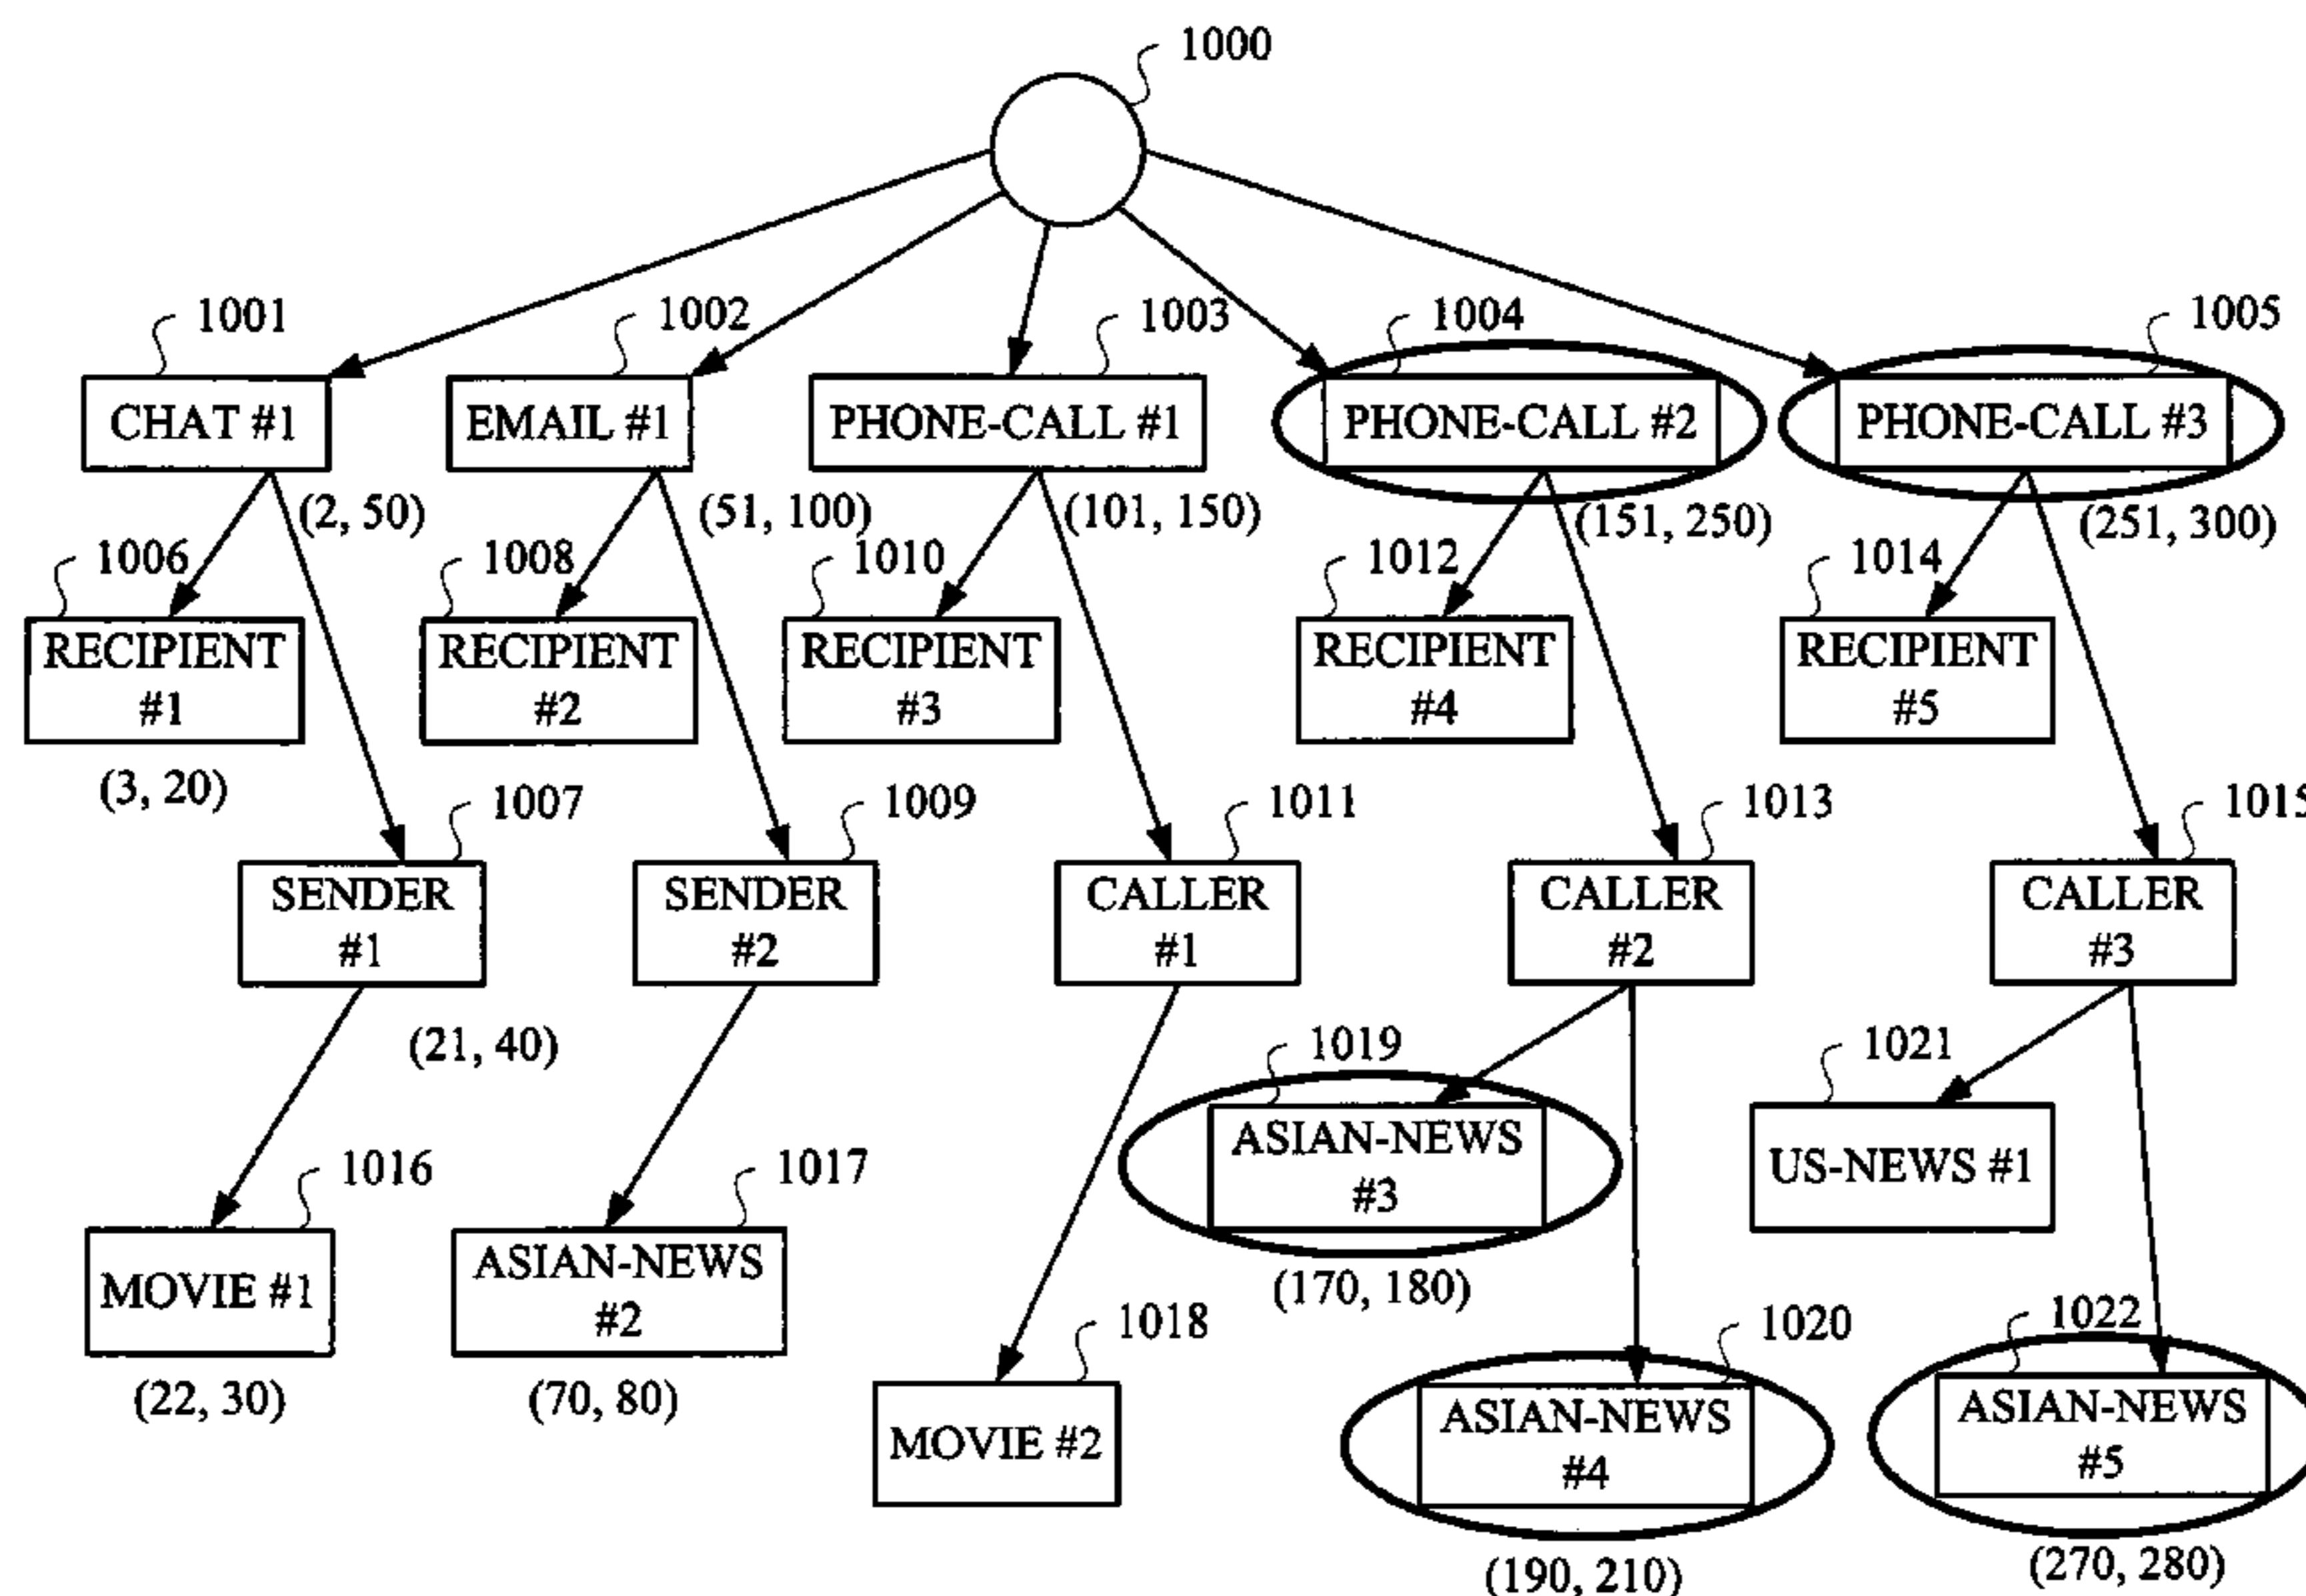 1000
1001
1002
1003
1004
1005
CHAT #1
EMAIL #1
PHONE-CALL #1
PHONE-CALL #2
PHONE-CALL #3
(2, 50)
(51, 100)
(101, 150)
(151, 250)
(251, 300)
1006
1008
1010
1012
1014
RECIPIENT
#1
RECIPIENT
#2
RECIPIENT
#3
RECIPIENT
#4
RECIPIENT
#5
(3, 20)
1007
1009
1011
1013
1015
SENDER
#1
SENDER
#2
CALLER
#1
CALLER
#2
CALLER
#3
(21, 40)
1019
1021
ASIAN-NEWS
#3
US-NEWS #1
1016
1017
MOVIE #1
ASIAN-NEWS
#2
(170, 180)
1018
1020
1022
(22, 30)
(70, 80)
MOVIE #2
ASIAN-NEWS
#4
ASIAN-NEWS
#5
(190, 210)
(270, 280)